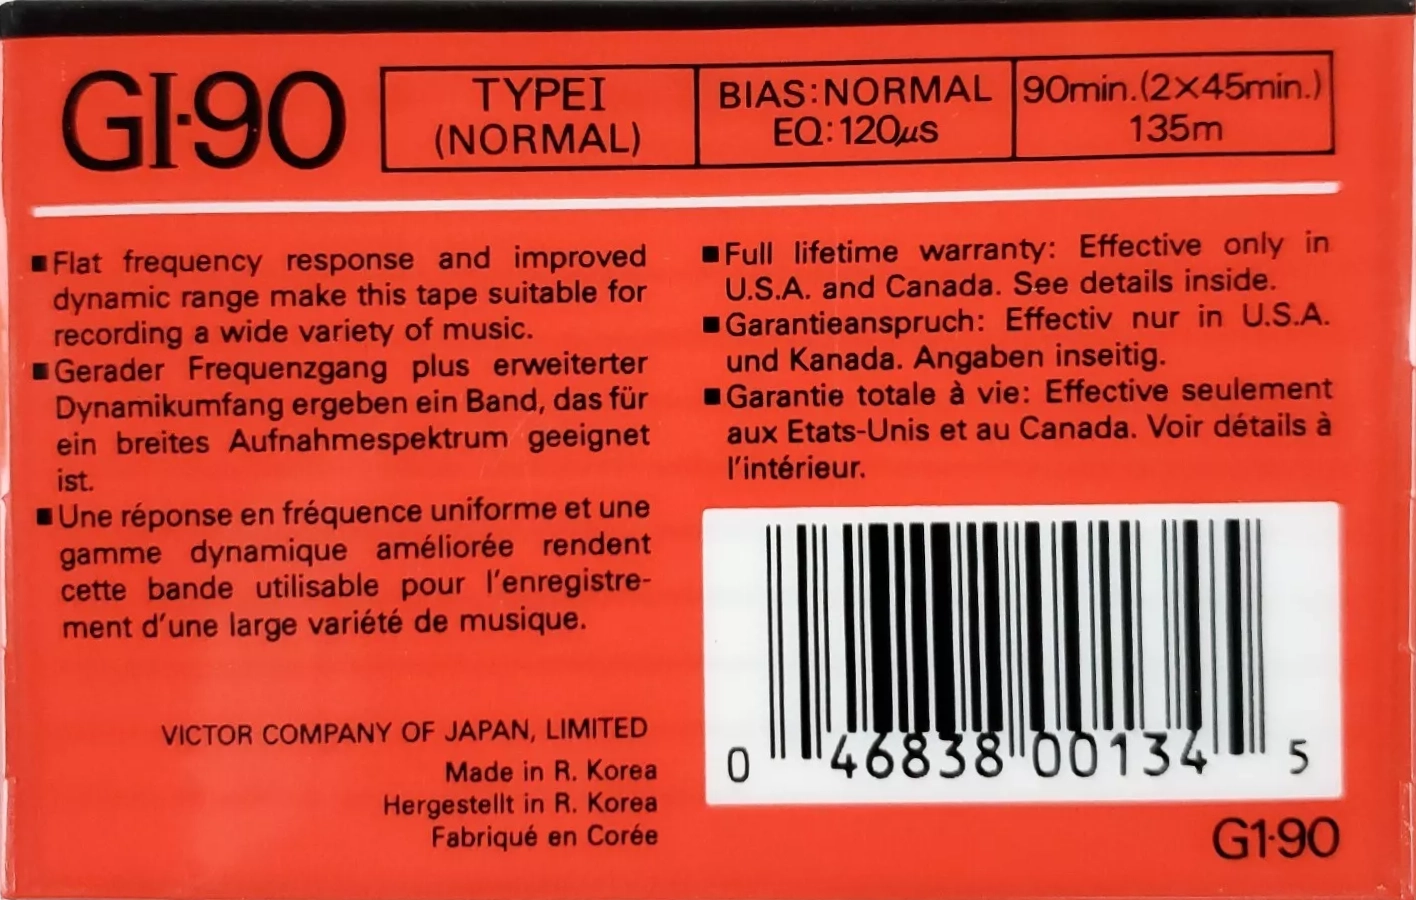 GI·90
TYPEI
(NORMAL)
BIAS:NORMAL
EQ:120μs
90min.(2×45min.)
135m
■Flat frequency response and improved
dynamic range make this tape suitable for
recording a wide variety of music.
■Gerader Frequenzgang plus erweiterter
Dynamikumfang ergeben ein Band, das für
ein breites Aufnahmespektrum geeignet
ist.
■Une réponse en fréquence uniforme et une
gamme dynamique améliorée rendent
cette bande utilisable pour l'enregistre-
ment d'une large variété de musique.
■Full lifetime warranty: Effective only in
U.S.A. and Canada. See details inside.
■Garantieanspruch: Effectiv nur in U.S.A.
und Kanada. Angaben inseitig.
■Garantie totale à vie: Effective seulement
aux Etats-Unis et au Canada. Voir détails à
l'intérieur.
VICTOR COMPANY OF JAPAN, LIMITED
Made in R. Korea
Hergestellt in R. Korea
Fabriqué en Corée
0 46838 00134 5
G1·90